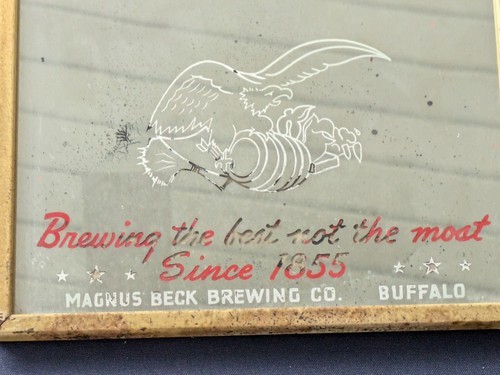 Brewing the best not the most
Since 1855
MAGNUS BECK BREWING CO. BUFFALO